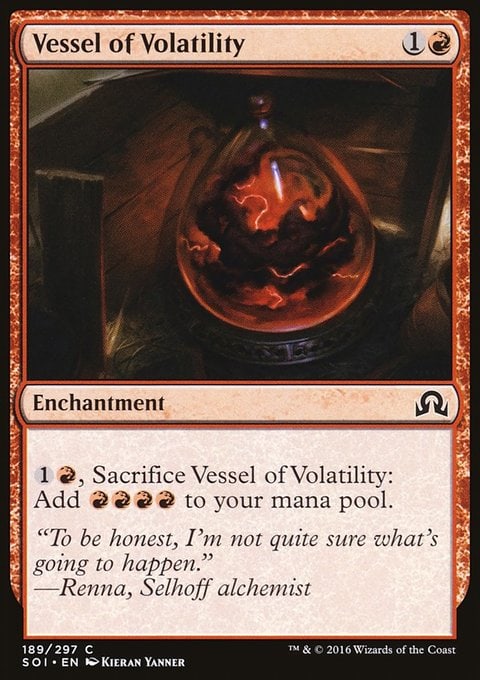 Vessel of Volatility 1
Enchantment
1, Sacrifice Vessel of Volatility:
Add to your mana pool.
“To be honest, I’m not quite sure what’s
going to happen.”
—Renna, Selhoff alchemist
189/297 C
SOI • EN Kieran Yanner
™ & © 2016 Wizards of the Coast